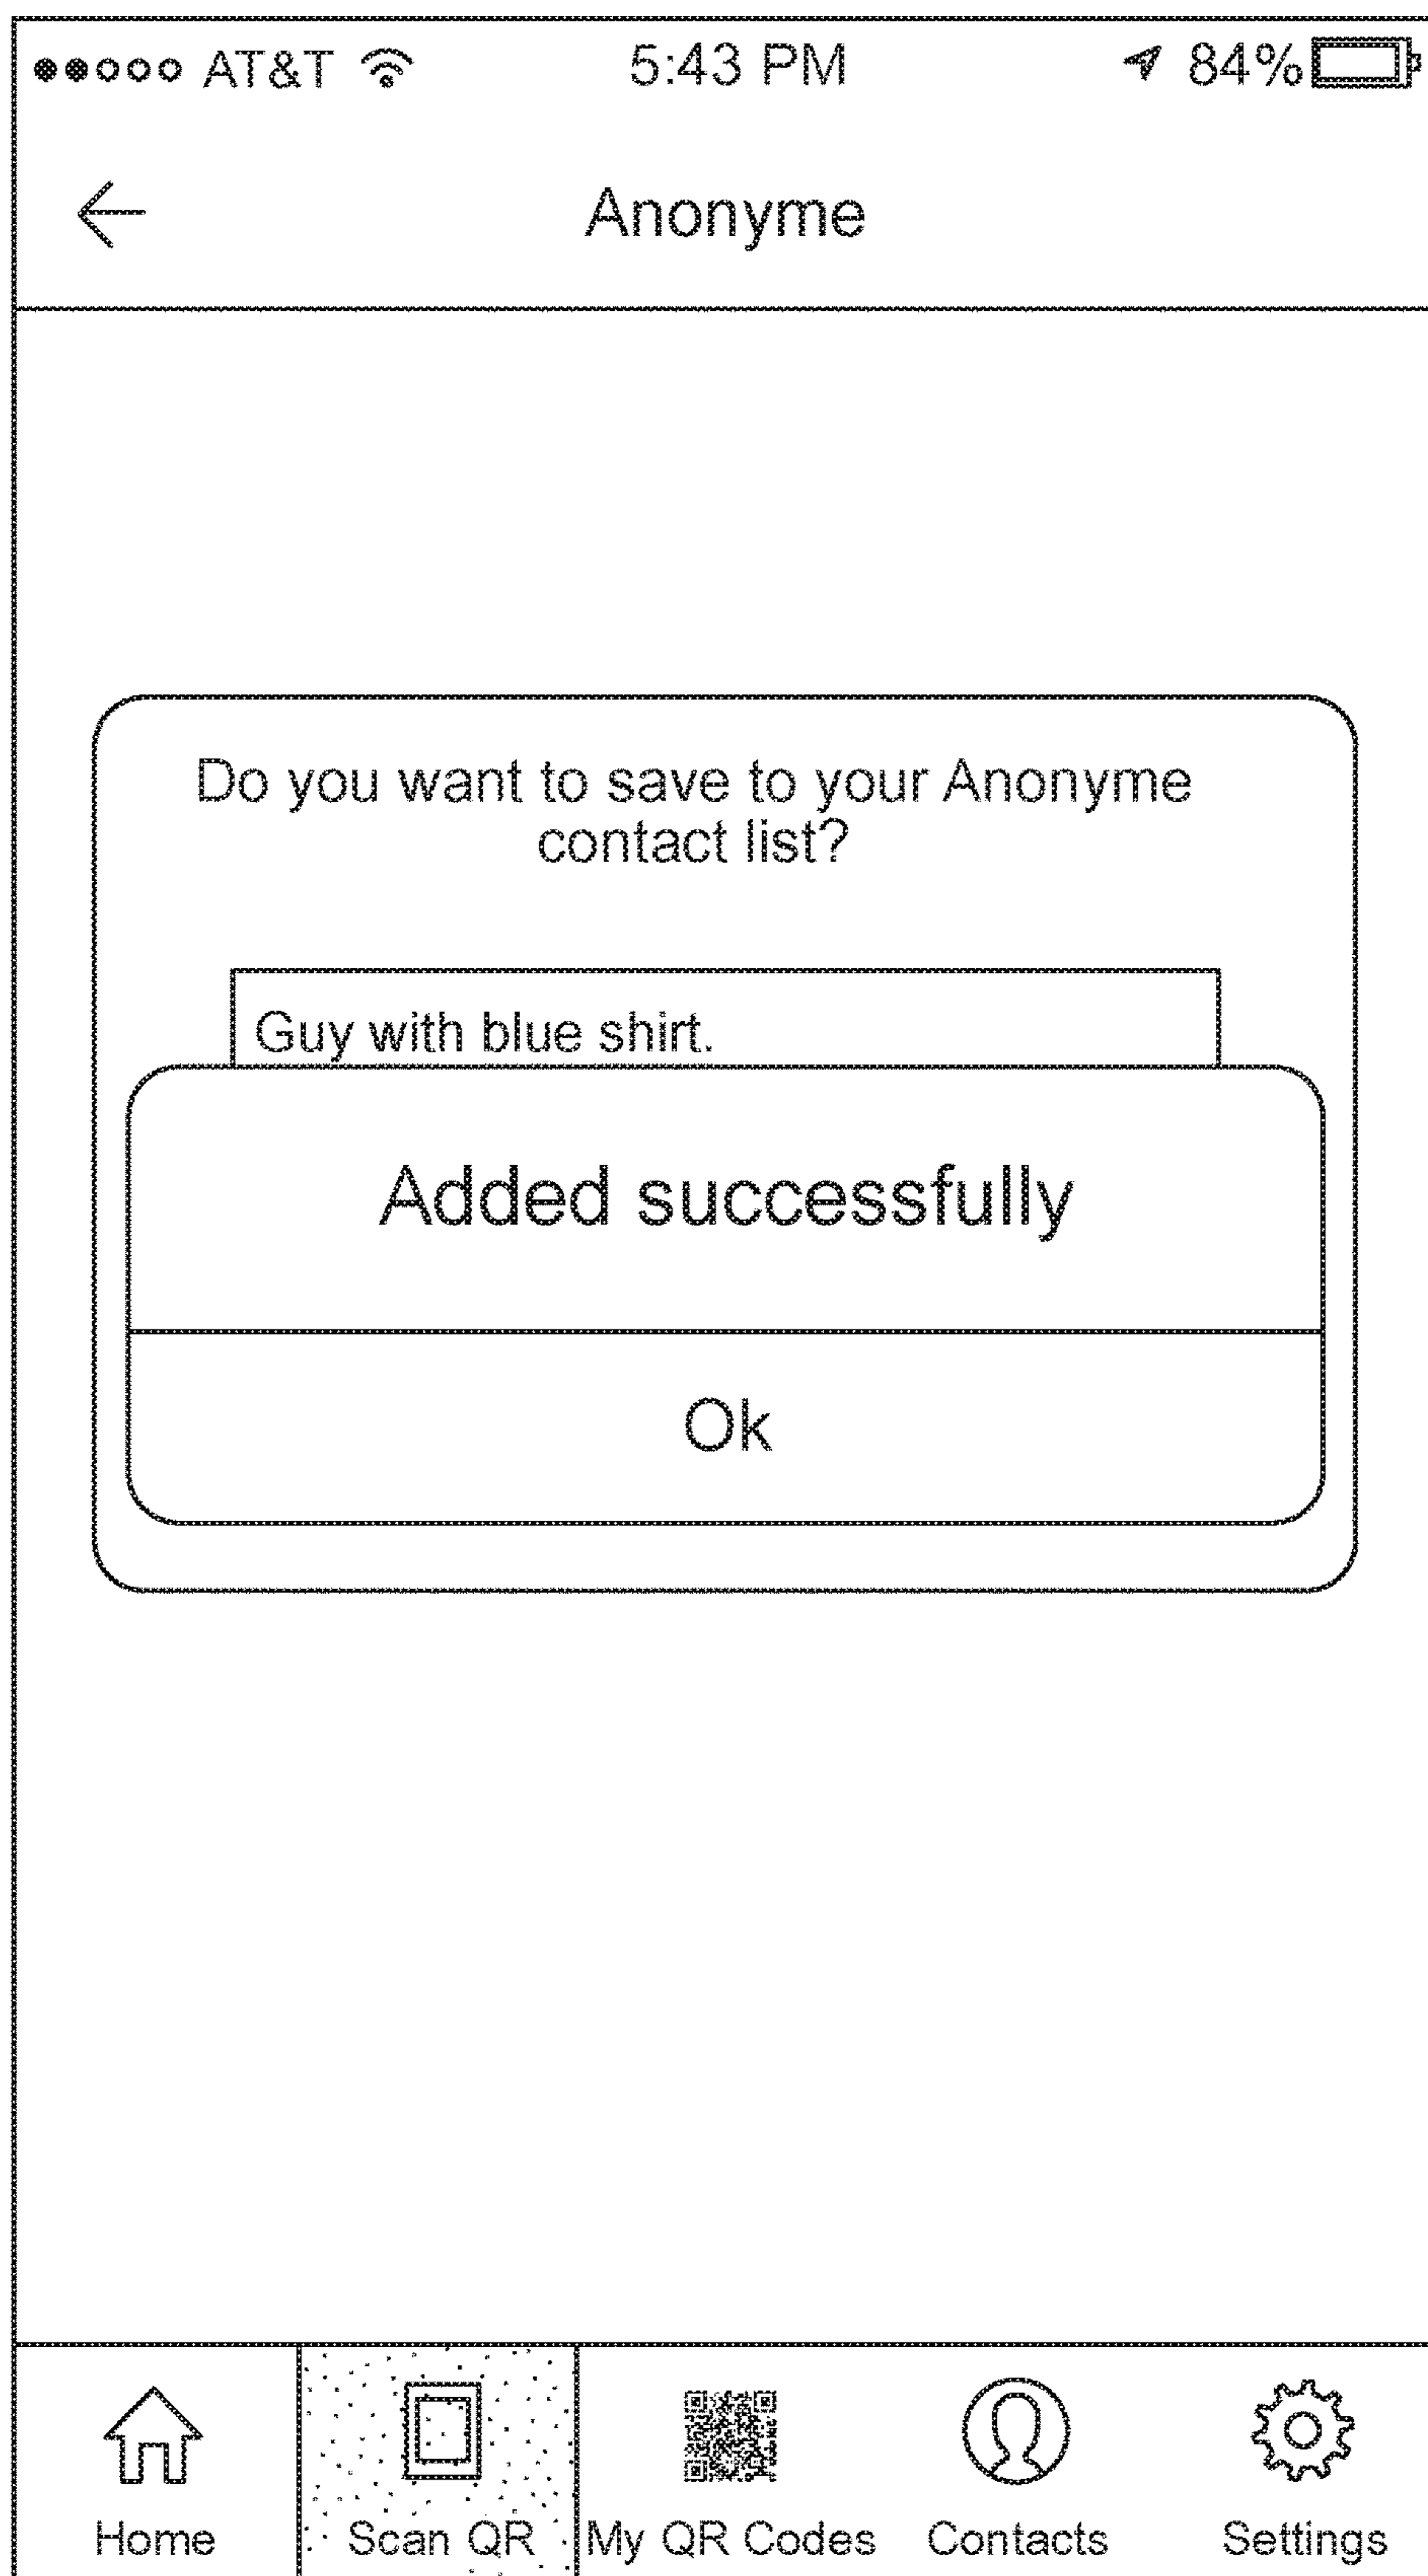 AT&T 5:43 PM 84%
Anonyme
Do you want to save to your Anonyme
contact list?
Guy with blue shirt.
Added successfully
Ok
Home Scan QR My QR Codes Contacts Settings